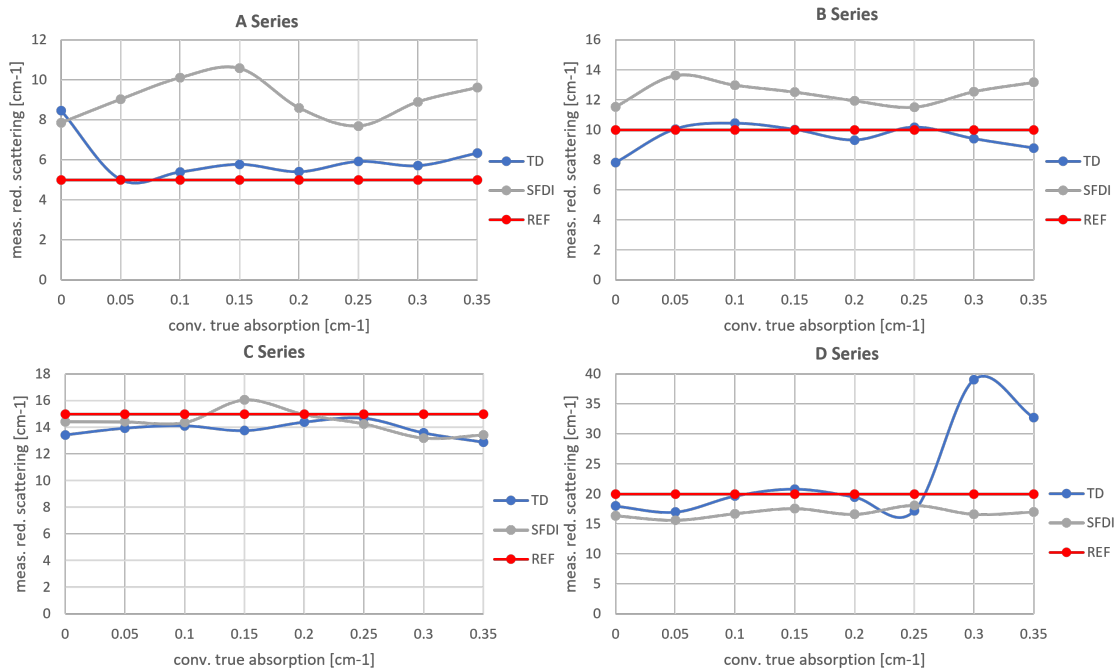 A Series
meas. red. scattering [cm-1]
12
10
8
6
4
2
0
0 0.05 0.1 0.15 0.2 0.25 0.3 0.35
conv. true absorption [cm-1]
TD
SFDI
REF
B Series
meas. red. scattering [cm-1]
16
14
12
10
8
6
4
2
0
0 0.05 0.1 0.15 0.2 0.25 0.3 0.35
conv. true absorption [cm-1]
TD
SFDI
REF
C Series
meas. red. scattering [cm-1]
18
16
14
12
10
8
6
4
2
0
0 0.05 0.1 0.15 0.2 0.25 0.3 0.35
conv. true absorption [cm-1]
TD
SFDI
REF
D Series
meas. red. scattering [cm-1]
40
35
30
25
20
15
10
5
0
0 0.05 0.1 0.15 0.2 0.25 0.3 0.35
conv. true absorption [cm-1]
TD
SFDI
REF